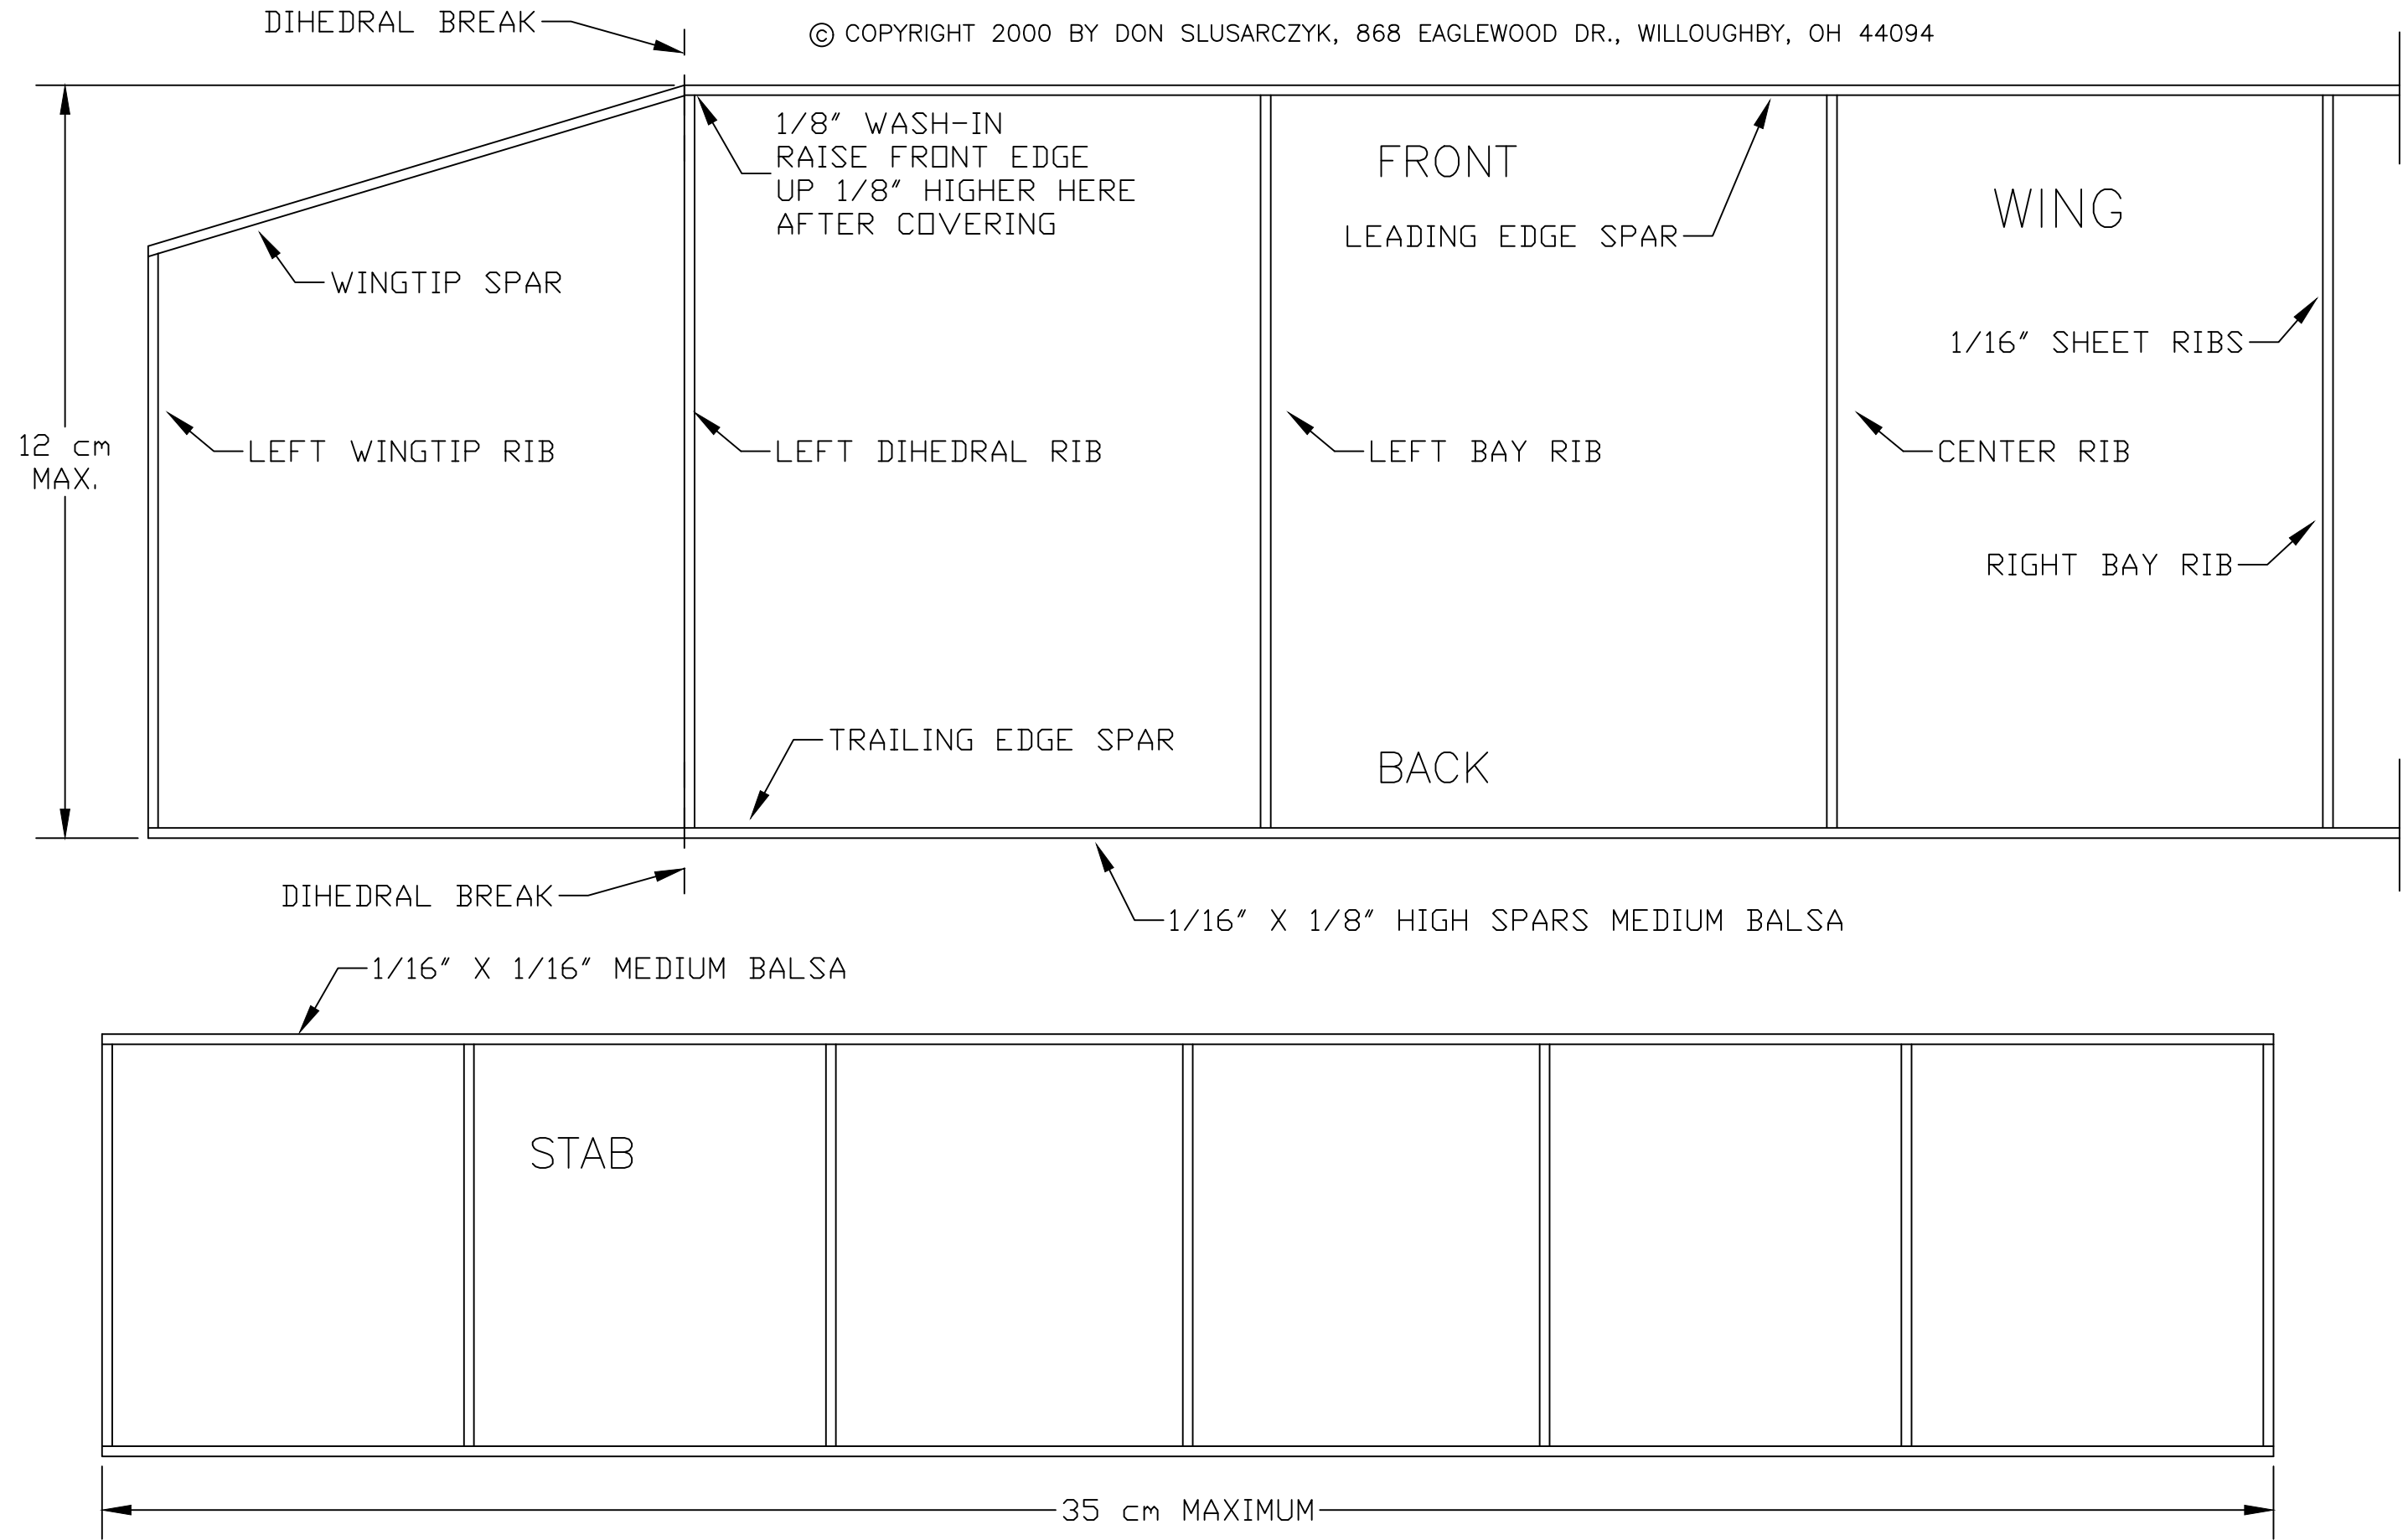 DIHEDRAL BREAK
© COPYRIGHT 2000 BY DON SLUSARCZYK, 868 EAGLEWOOD DR., WILLOUGHBY, OH 44094
1/8" WASH-IN
RAISE FRONT EDGE
UP 1/8" HIGHER HERE
AFTER COVERING
FRONT
WING
LEADING EDGE SPAR
WINGTIP SPAR
1/16" SHEET RIBS
12 cm
MAX.
LEFT WINGTIP RIB
LEFT DIHEDRAL RIB
LEFT BAY RIB
CENTER RIB
RIGHT BAY RIB
TRAILING EDGE SPAR
BACK
DIHEDRAL BREAK
1/16" X 1/8" HIGH SPARS MEDIUM BALSA
1/16" X 1/16" MEDIUM BALSA
STAB
35 cm MAXIMUM